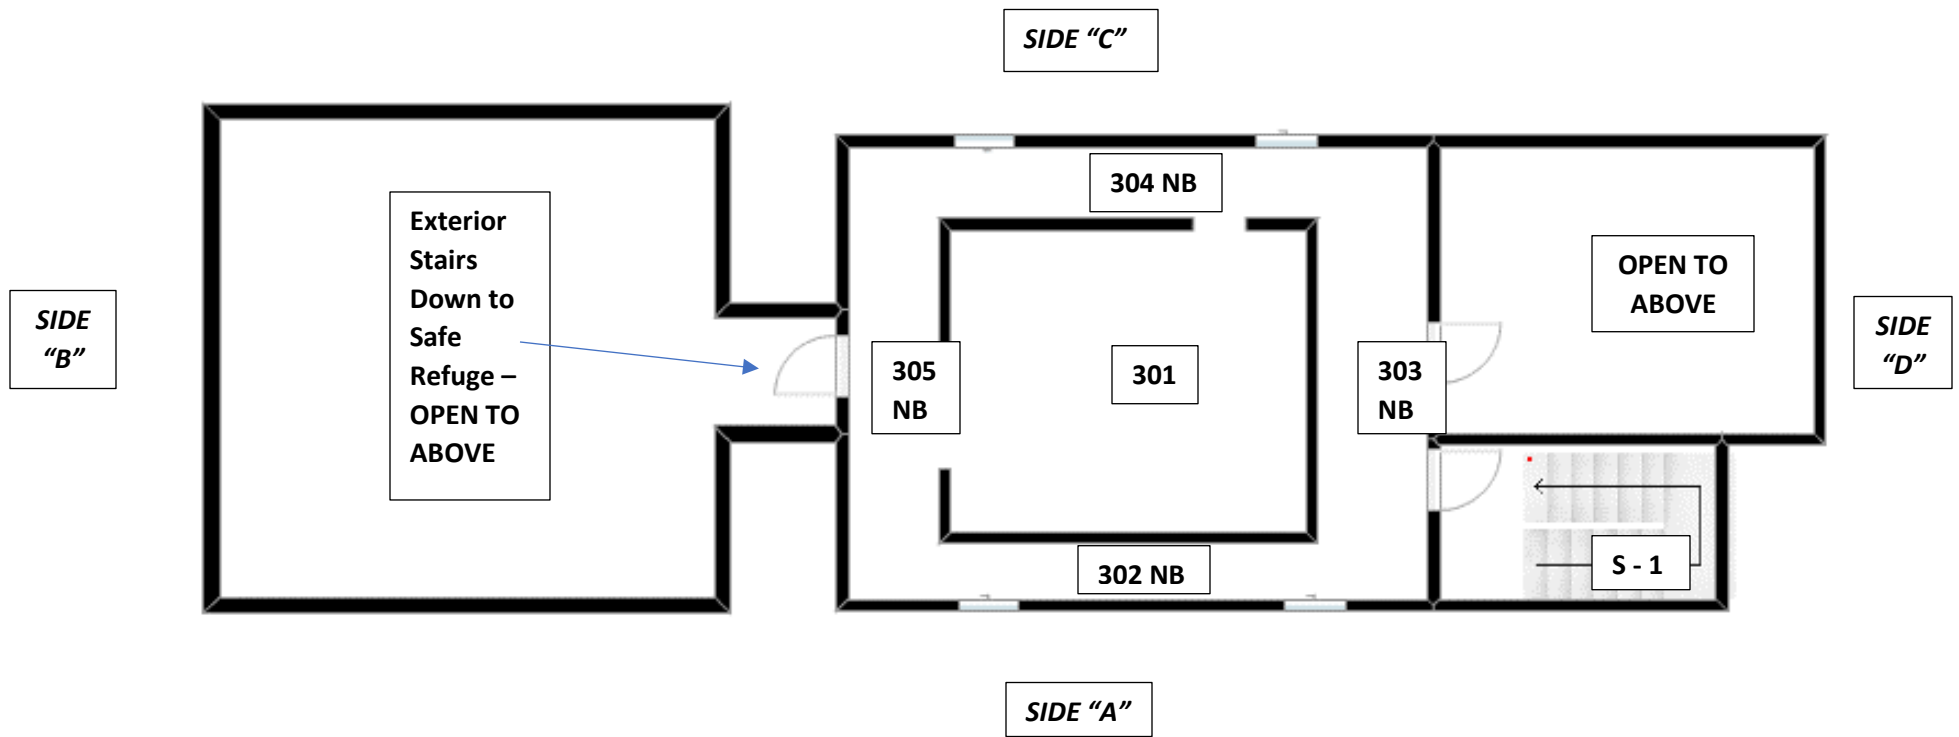 SIDE “C”
304 NB
Exterior
Stairs
Down to
Safe
Refuge –
OPEN TO
ABOVE
OPEN TO
ABOVE
SIDE
“B”
SIDE
“D”
305
NB
301
303
NB
302 NB
S - 1
SIDE “A”